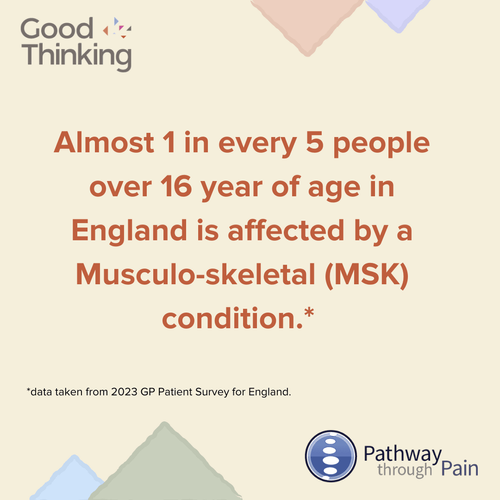 Good
Thinking
Almost 1 in every 5 people
over 16 year of age in
England is affected by a
Musculo-skeletal (MSK)
condition.*
*data taken from 2023 GP Patient Survey for England.
Pathway
through Pain